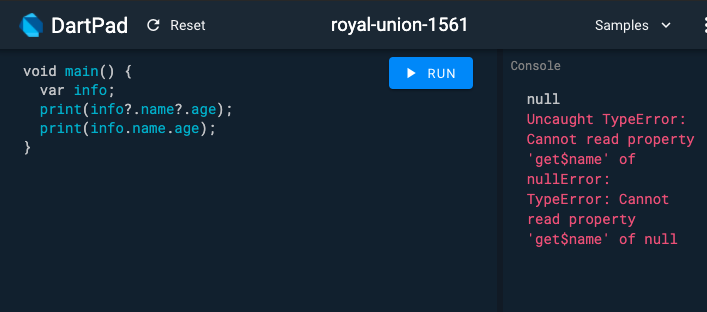 DartPad
Reset
royal-union-1561
Samples
void main() {
  var info;
  print(info?.name?.age);
  print(info.name.age);
}
RUN
Console
null
Uncaught TypeError:
Cannot read property
'get$name' of
nullError:
TypeError: Cannot
read property
'get$name' of null